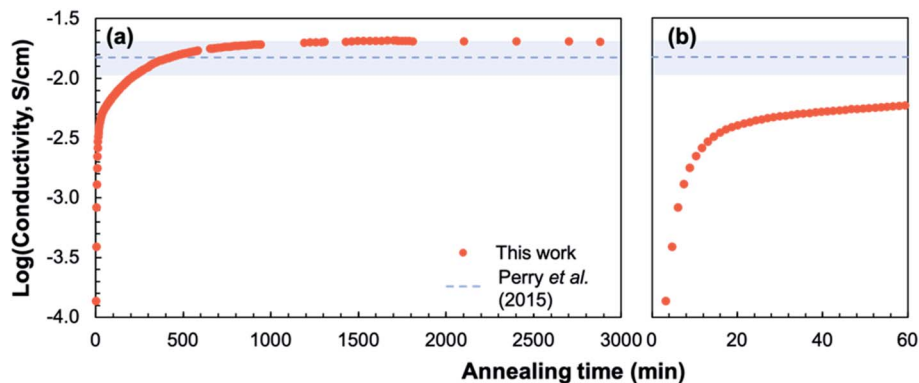 (a)
(b)
Log(Conductivity, S/cm)
-1.5
-2.0
-2.5
-3.0
-3.5
-4.0
This work
Perry et al.
(2015)
0 500 1000 1500 2000 2500 3000
0 20 40 60
Annealing time (min)